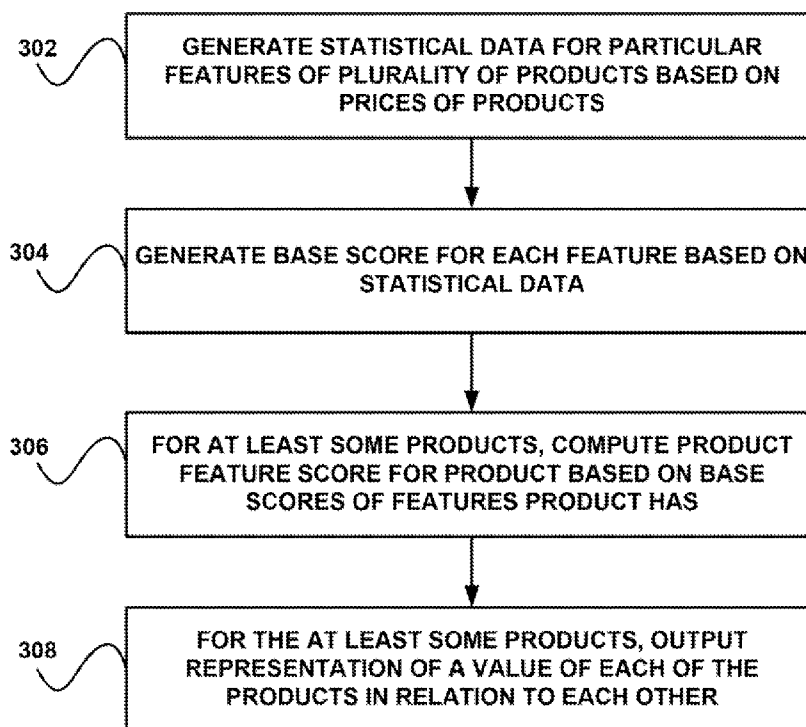 302
GENERATE STATISTICAL DATA FOR PARTICULAR
FEATURES OF PLURALITY OF PRODUCTS BASED ON
PRICES OF PRODUCTS
304
GENERATE BASE SCORE FOR EACH FEATURE BASED ON
STATISTICAL DATA
306
FOR AT LEAST SOME PRODUCTS, COMPUTE PRODUCT
FEATURE SCORE FOR PRODUCT BASED ON BASE
SCORES OF FEATURES PRODUCT HAS
308
FOR THE AT LEAST SOME PRODUCTS, OUTPUT
REPRESENTATION OF A VALUE OF EACH OF THE
PRODUCTS IN RELATION TO EACH OTHER